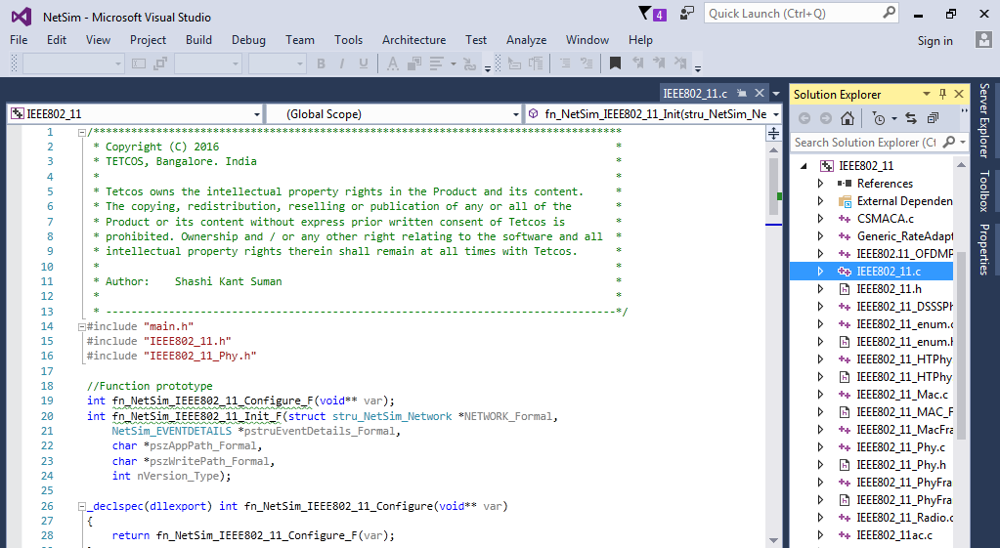 NetSim - Microsoft Visual Studio
4
Quick Launch (Ctrl+Q)
File Edit View Project Build Debug Team Tools Architecture Test Analyze Window Help
Sign in
B I U A
IEEE802_11.c
IEEE802_11 (Global Scope) fn_NetSim_IEEE802_11_Init(stru_NetSim_Ne
1 /*************************************************************************************
2 * Copyright (C) 2016 *
3 * TETCOS, Bangalore. India *
4 * *
5 * Tetcos owns the intellectual property rights in the Product and its content. *
6 * The copying, redistribution, reselling or publication of any or all of the *
7 * Product or its content without express prior written consent of Tetcos is *
8 * prohibited. Ownership and / or any other right relating to the software and all *
9 * intellectual property rights therein shall remain at all times with Tetcos. *
10 * *
11 * Author: Shashi Kant Suman *
12 * *
13 * ----------------------------------------------------------------------------------*/
14 #include "main.h"
15 #include "IEEE802_11.h"
16 #include "IEEE802_11_Phy.h"
17
18 //Function prototype
19 int fn_NetSim_IEEE802_11_Configure_F(void** var);
20 int fn_NetSim_IEEE802_11_Init_F(struct stru_NetSim_Network *NETWORK_Formal,
21 NetSim_EVENTDETAILS *pstruEventDetails_Formal,
22 char *pszAppPath_Formal,
23 char *pszWritePath_Formal,
24 int nVersion_Type);
25
26 _declspec(dllexport) int fn_NetSim_IEEE802_11_Configure(void** var)
27 {
28 return fn_NetSim_IEEE802_11_Configure_F(var);
Solution Explorer
Search Solution Explorer (Ct
IEEE802_11
References
External Dependen
CSMACA.c
Generic_RateAdapt
IEEE802.11_OFDMP
IEEE802_11.c
IEEE802_11.h
IEEE802_11_DSSSPh
IEEE802_11_enum.c
IEEE802_11_enum.h
IEEE802_11_HTPhy
IEEE802_11_HTPhy
IEEE802_11_Mac.c
IEEE802_11_MAC_F
IEEE802_11_MacFra
IEEE802_11_Phy.c
IEEE802_11_Phy.h
IEEE802_11_PhyFra
IEEE802_11_PhyFra
IEEE802_11_Radio.c
IEEE802_11ac.c
Server Explorer
Toolbox
Properties